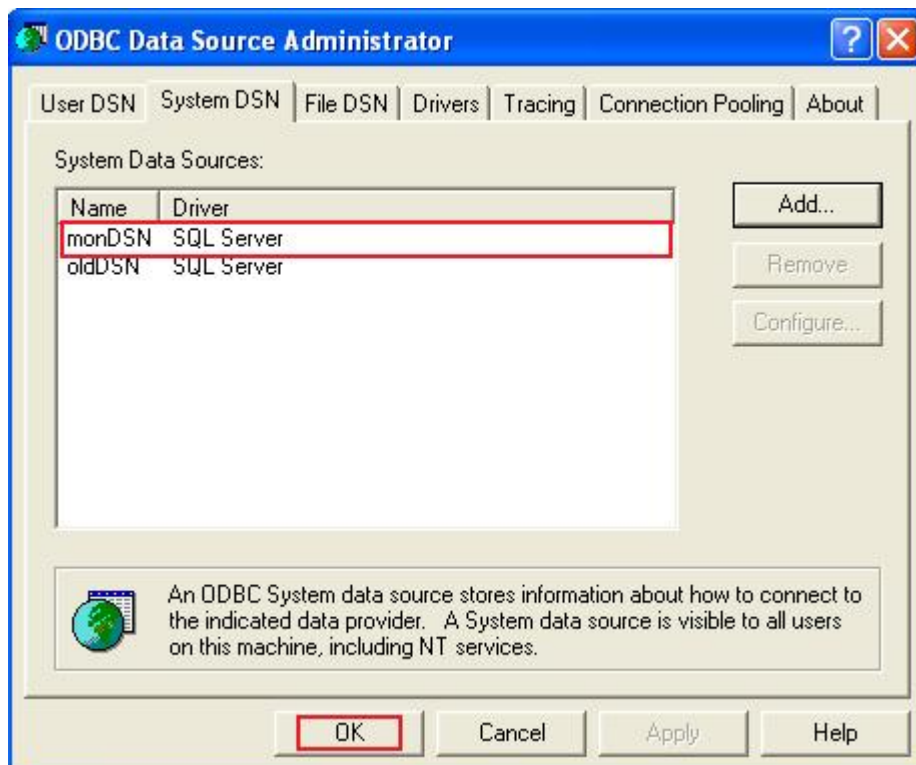 ODBC Data Source Administrator
User DSN System DSN File DSN Drivers Tracing Connection Pooling About
System Data Sources:
Name Driver
monDSN SQL Server
oldDSN SQL Server
Add...
Remove
Configure...
An ODBC System data source stores information about how to connect to
the indicated data provider. A System data source is visible to all users
on this machine, including NT services.
OK Cancel Apply Help